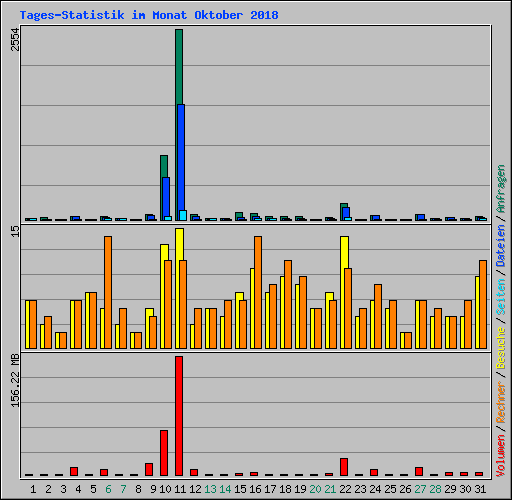 Tages-Statistik im Monat Oktober 2018
2554
15
156.22 MB
Volumen / Rechner / Besuche / Seiten / Dateien / Anfragen
1 2 3 4 5 6 7 8 9 10 11 12 13 14 15 16 17 18 19 20 21 22 23 24 25 26 27 28 29 30 31